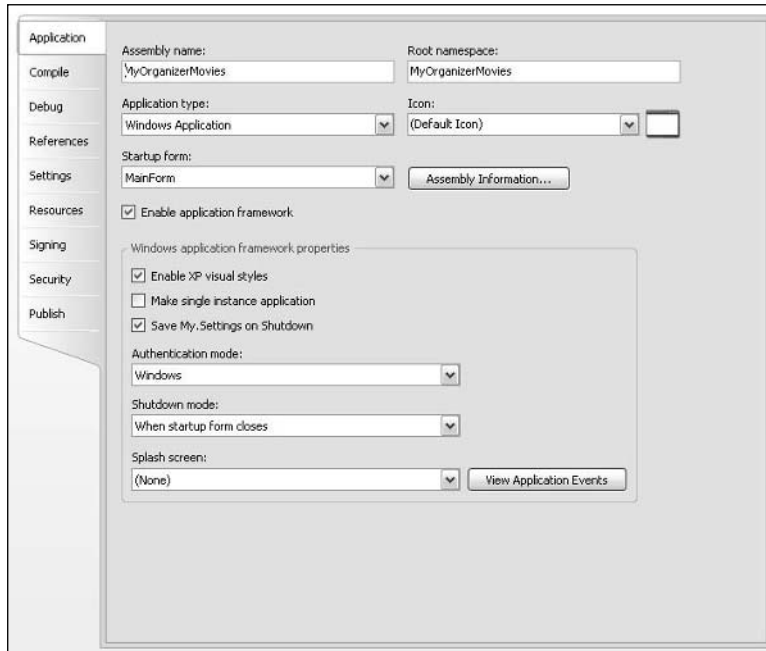 Application
Compile
Debug
References
Settings
Resources
Signing
Security
Publish
Assembly name:
MyOrganizerMovies
Root namespace:
MyOrganizerMovies
Application type:
Windows Application
Icon:
(Default Icon)
Startup form:
MainForm
Assembly Information...
Enable application framework
Windows application framework properties
Enable XP visual styles
Make single instance application
Save My.Settings on Shutdown
Authentication mode:
Windows
Shutdown mode:
When startup form closes
Splash screen:
(None)
View Application Events